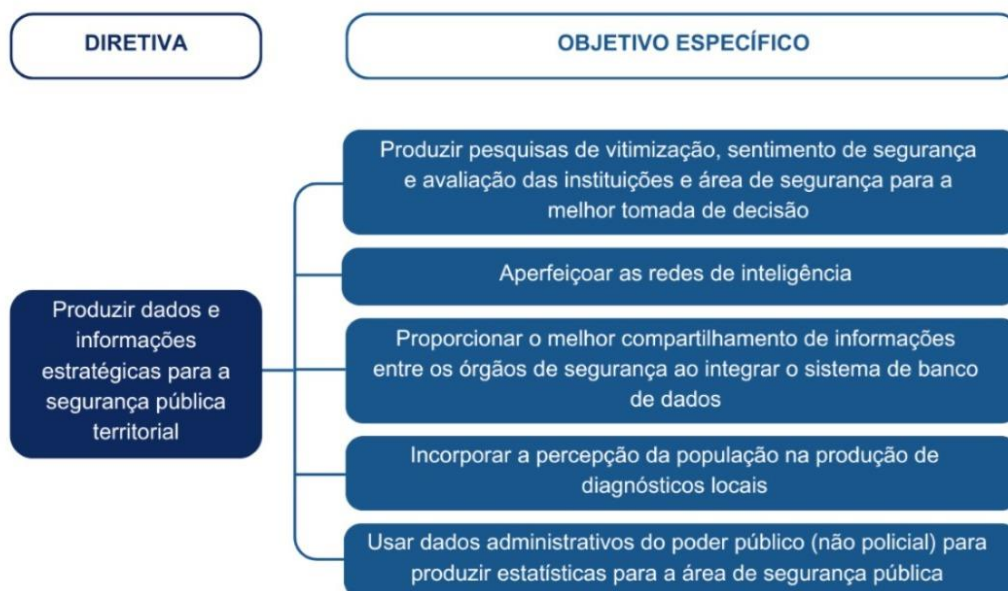 DIRETIVA
OBJETIVO ESPECÍFICO
Produzir dados e
informações
estratégicas para a
segurança pública
territorial
Produzir pesquisas de vitimização, sentimento de segurança
e avaliação das instituições e área de segurança para a
melhor tomada de decisão
Aperfeiçoar as redes de inteligência
Proporcionar o melhor compartilhamento de informações
entre os órgãos de segurança ao integrar o sistema de banco
de dados
Incorporar a percepção da população na produção de
diagnósticos locais
Usar dados administrativos do poder público (não policial) para
produzir estatísticas para a área de segurança pública